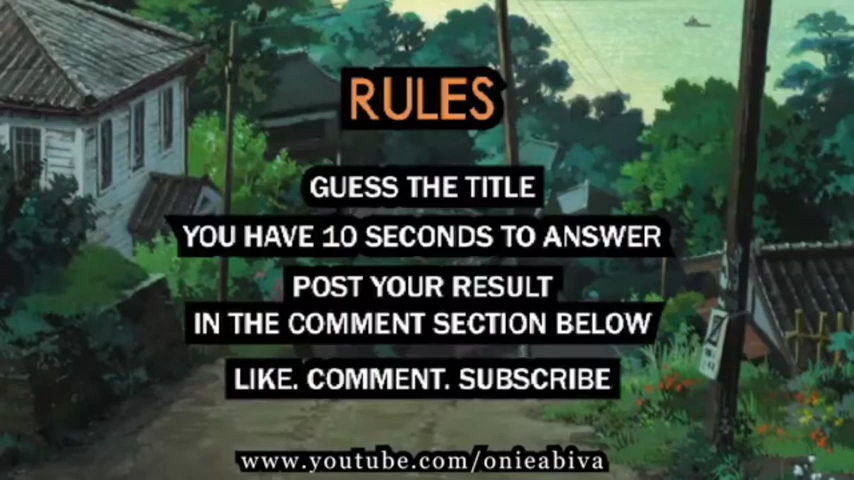 RULES
GUESS THE TITLE
YOU HAVE 10 SECONDS TO ANSWER
POST YOUR RESULT
IN THE COMMENT SECTION BELOW
LIKE. COMMENT. SUBSCRIBE
www.youtube.com/onieabiva